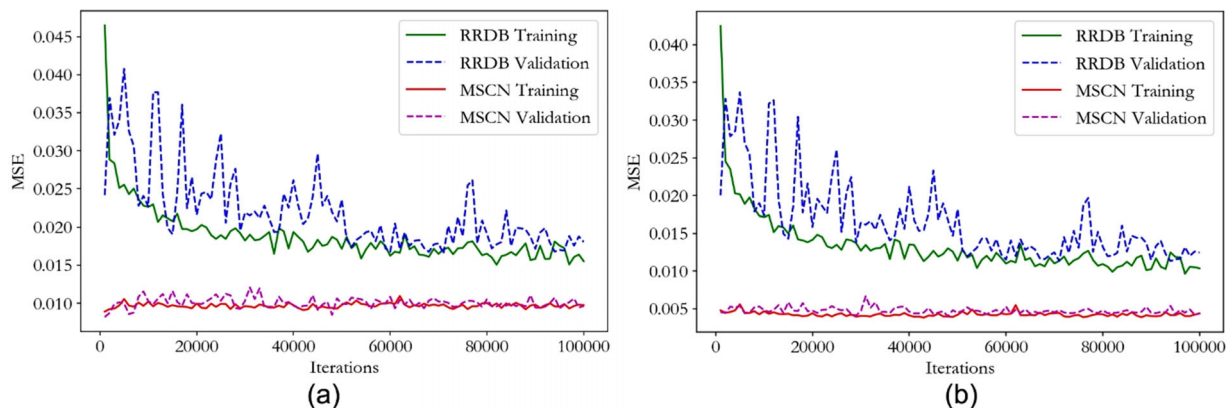 0.045
0.040
0.035
0.030
0.025
0.020
0.015
0.010
MSE
RRDB Training
RRDB Validation
MSCN Training
MSCN Validation
0
20000
40000
60000
80000
100000
Iterations
(a)
0.040
0.035
0.030
0.025
0.020
0.015
0.010
0.005
MSE
RRDB Training
RRDB Validation
MSCN Training
MSCN Validation
0
20000
40000
60000
80000
100000
Iterations
(b)